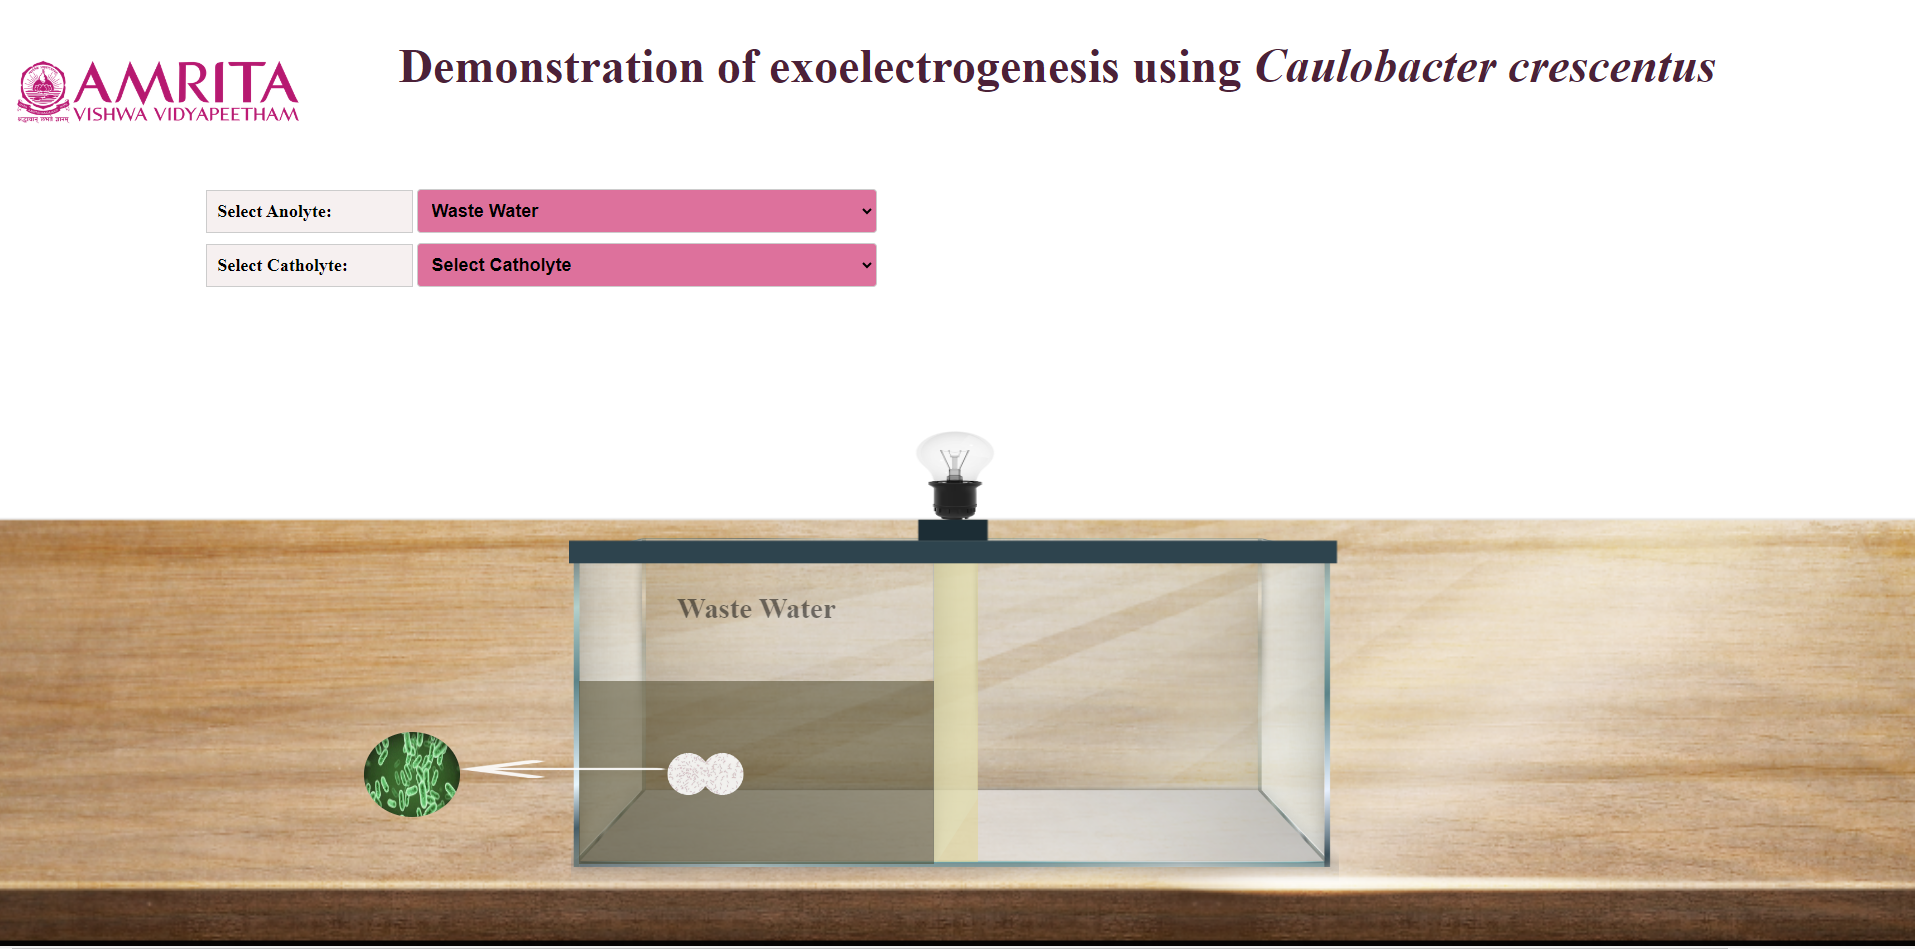 Demonstration of exoelectrogenesis using Caulobacter crescentus
AMRITA
VISHWA VIDYAPEETHAM
Select Anolyte:
Waste Water
Select Catholyte:
Select Catholyte
Waste Water